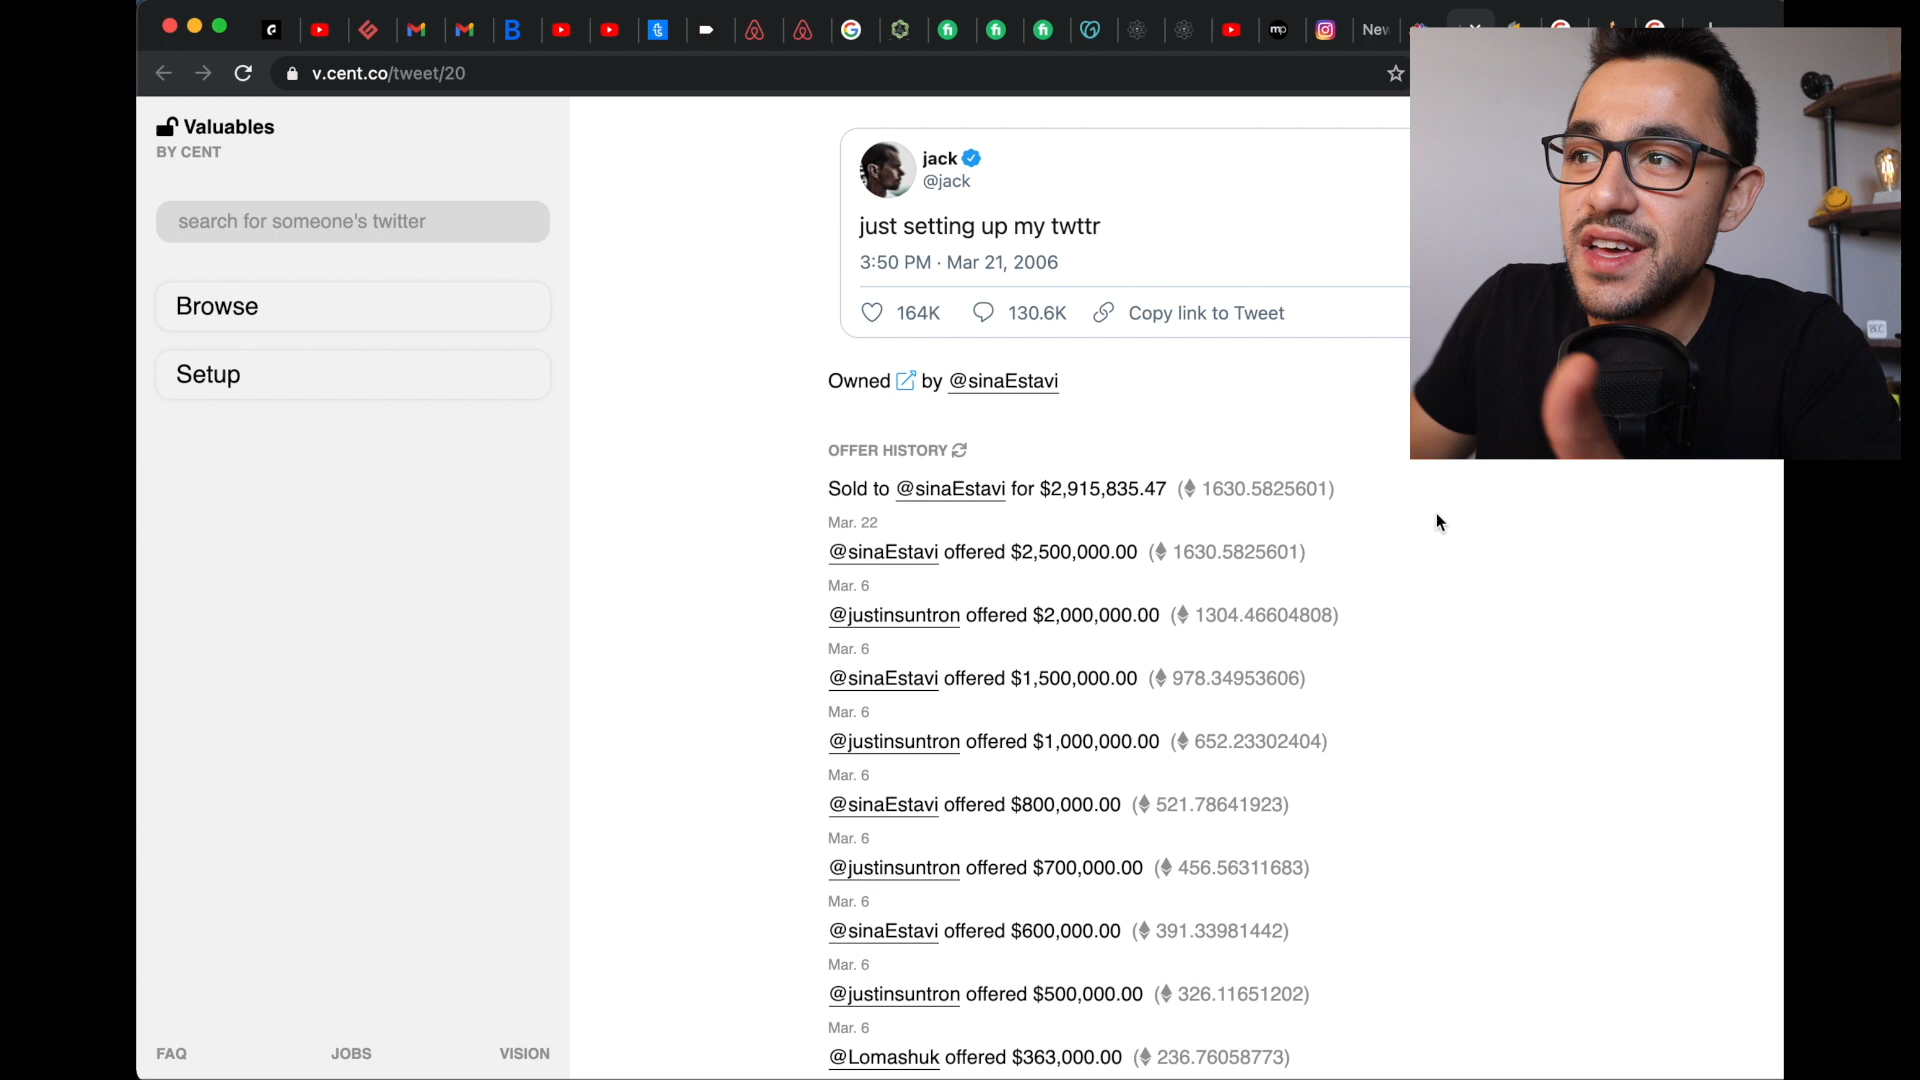 New
v.cent.co/tweet/20
Valuables
BY CENT
search for someone's twitter
Browse
Setup
FAQ
JOBS
VISION
jack
@jack
just setting up my twttr
3:50 PM · Mar 21, 2006
164K
130.6K
Copy link to Tweet
Owned by @sinaEstavi
OFFER HISTORY
Sold to @sinaEstavi for $2,915,835.47 (1630.5825601)
Mar. 22
@sinaEstavi offered $2,500,000.00 (1630.5825601)
Mar. 6
@justinsuntron offered $2,000,000.00 (1304.46604808)
Mar. 6
@sinaEstavi offered $1,500,000.00 (978.34953606)
Mar. 6
@justinsuntron offered $1,000,000.00 (652.23302404)
Mar. 6
@sinaEstavi offered $800,000.00 (521.78641923)
Mar. 6
@justinsuntron offered $700,000.00 (456.56311683)
Mar. 6
@sinaEstavi offered $600,000.00 (391.33981442)
Mar. 6
@justinsuntron offered $500,000.00 (326.11651202)
Mar. 6
@Lomashuk offered $363,000.00 (236.76058773)